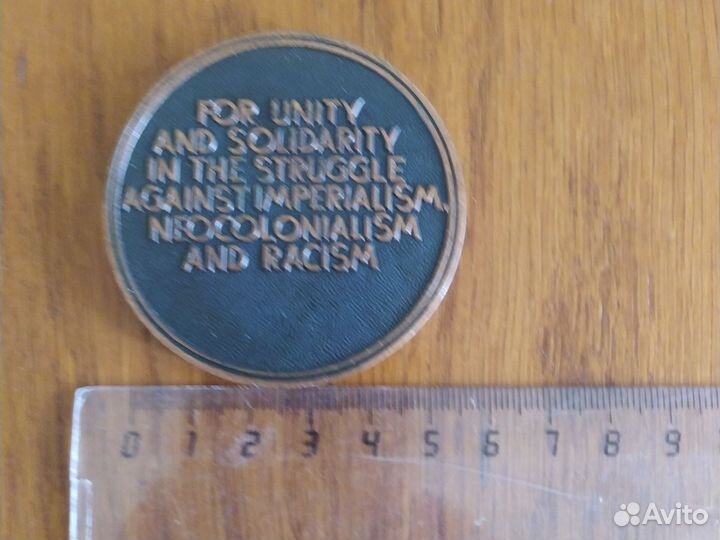 FOR UNITY
AND SOLIDARITY
IN THE STRUGGLE
AGAINST IMPERIALISM,
NEOCOLONIALISM
AND RACISM
0 1 2 3 4 5 6 7 8 9
Avito